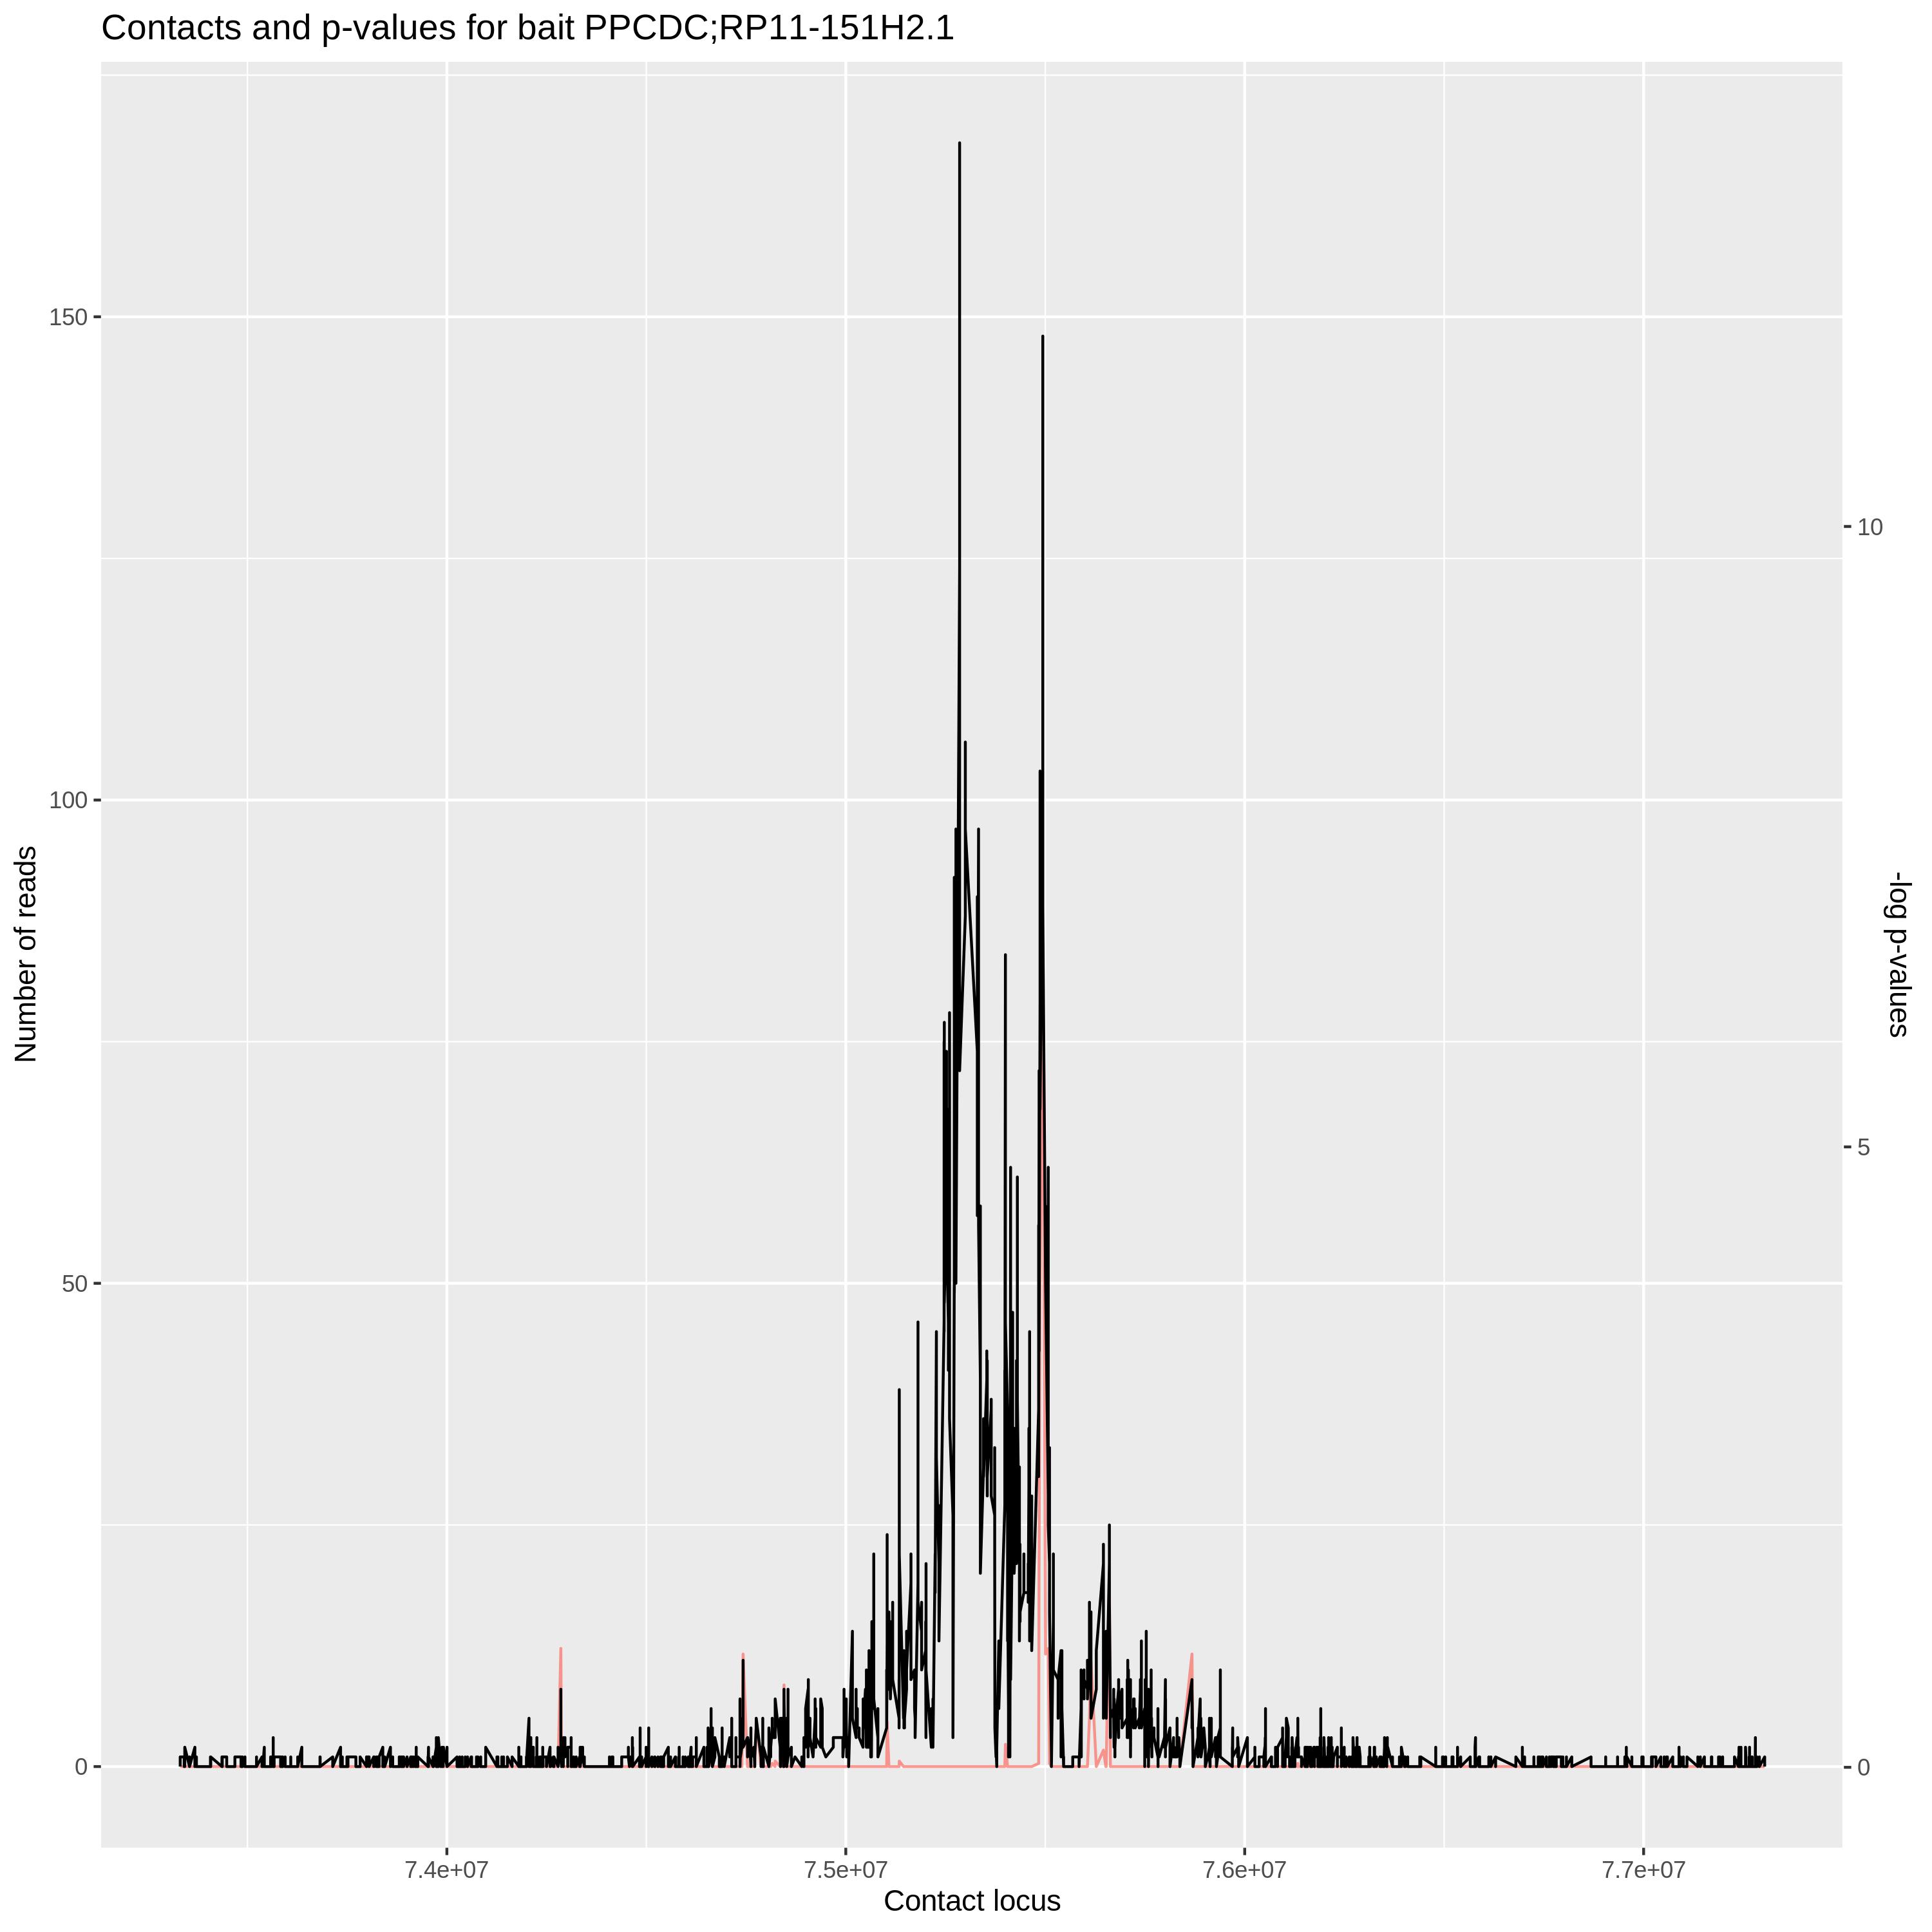 Contacts and p-values for bait PPCDC;RP11-151H2.1
150
100
50
0
Number of reads
10
5
0
-log p-values
7.4e+07
7.5e+07
7.6e+07
7.7e+07
Contact locus